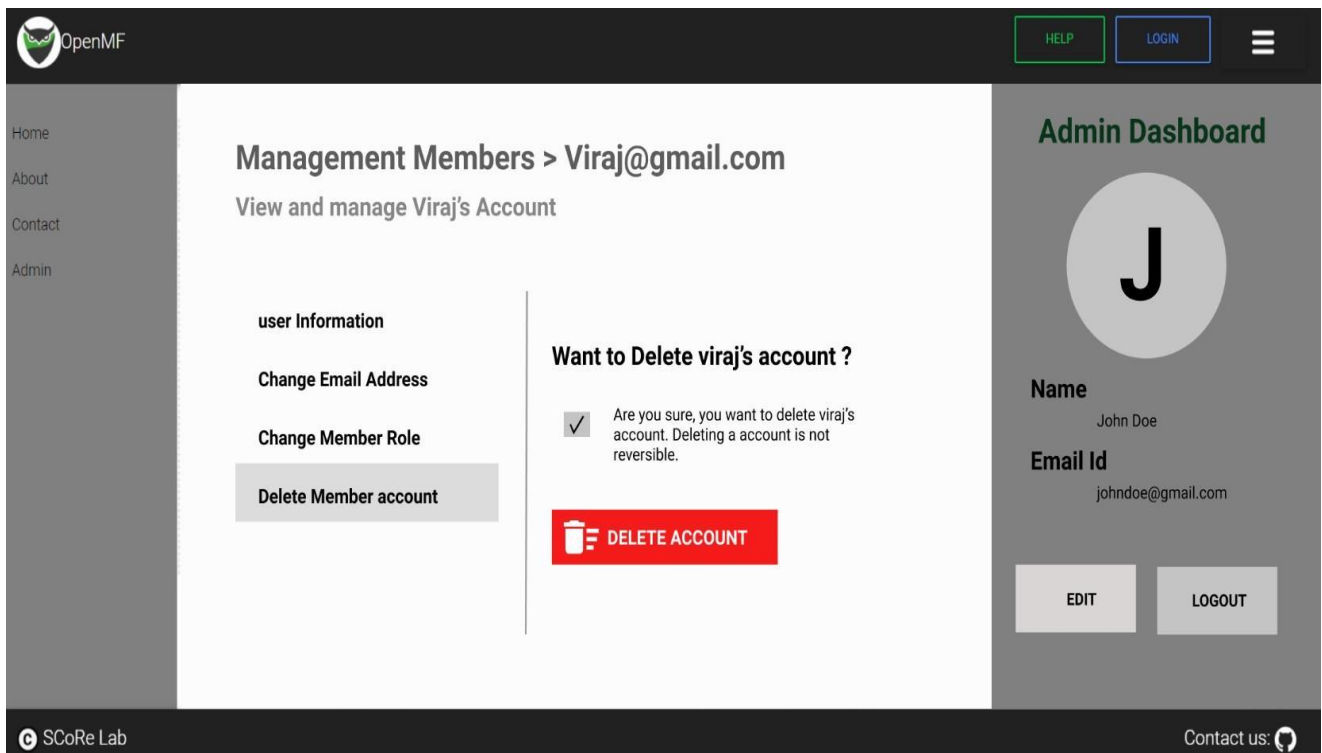 OpenMF
HELP
LOGIN
Home
About
Contact
Admin
Management Members > Viraj@gmail.com
View and manage Viraj's Account
user Information
Change Email Address
Change Member Role
Delete Member account
Want to Delete viraj's account ?
✓
Are you sure, you want to delete viraj's
account. Deleting a account is not
reversible.
DELETE ACCOUNT
Admin Dashboard
J
Name
John Doe
Email Id
johndoe@gmail.com
EDIT
LOGOUT
© SCoRe Lab
Contact us: